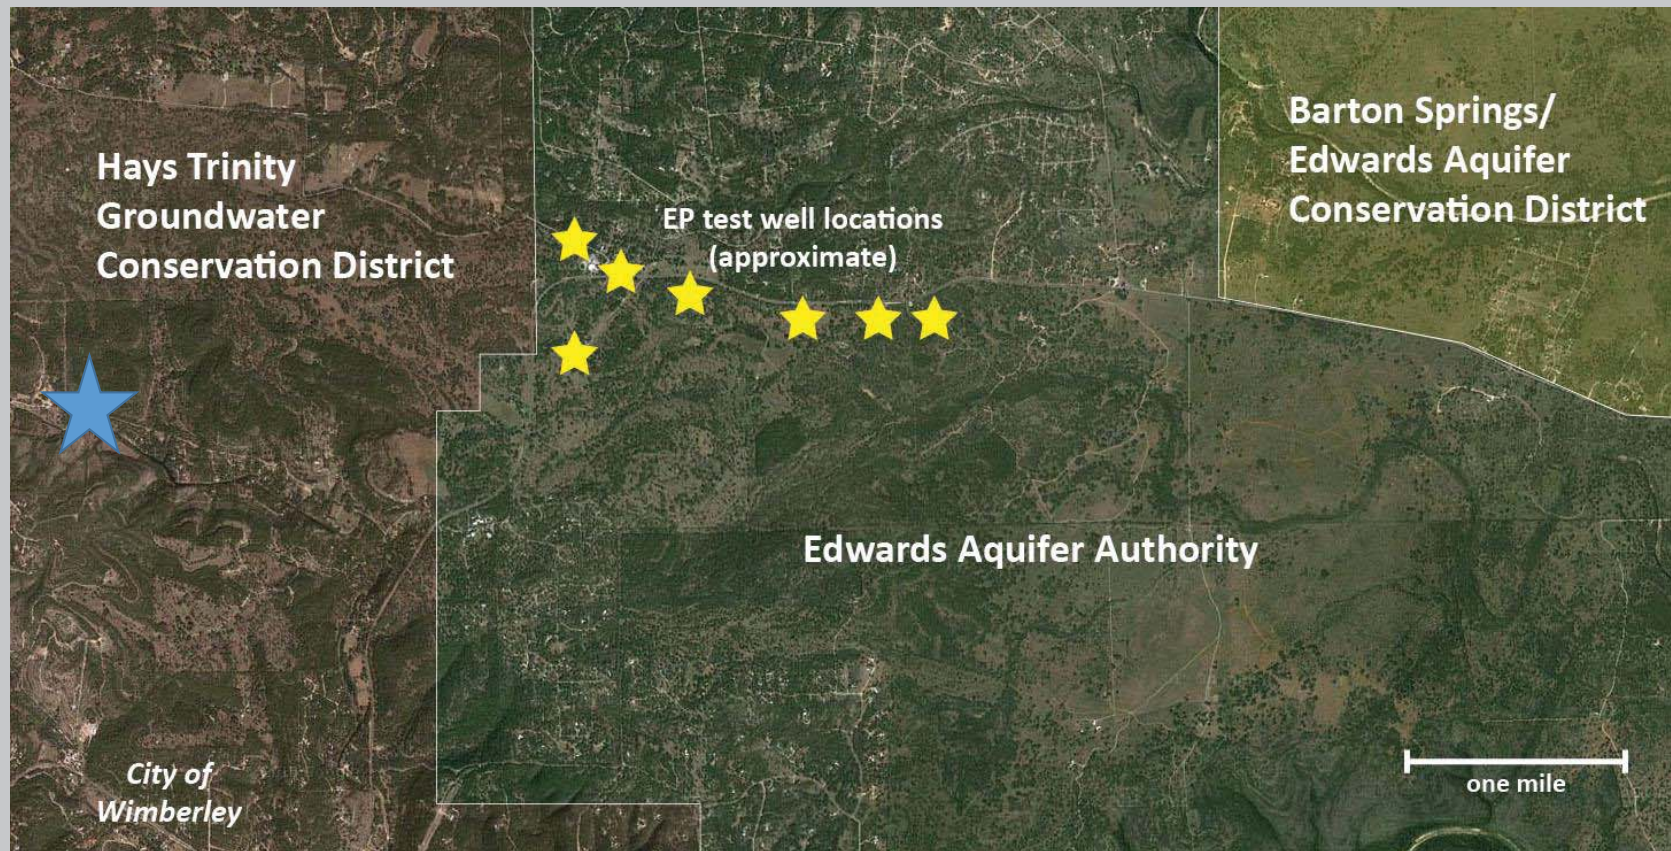 Hays Trinity
Groundwater
Conservation District
EP test well locations
(approximate)
Barton Springs/
Edwards Aquifer
Conservation District
Edwards Aquifer Authority
City of
Wimberley
one mile